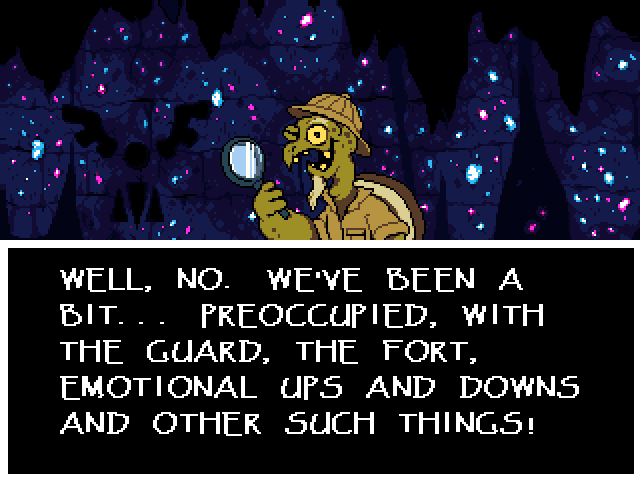 WELL, NO. WE'VE BEEN A
BIT... PREOCCUPIED, WITH
THE GUARD, THE FORT,
EMOTIONAL UPS AND DOWNS
AND OTHER SUCH THINGS!